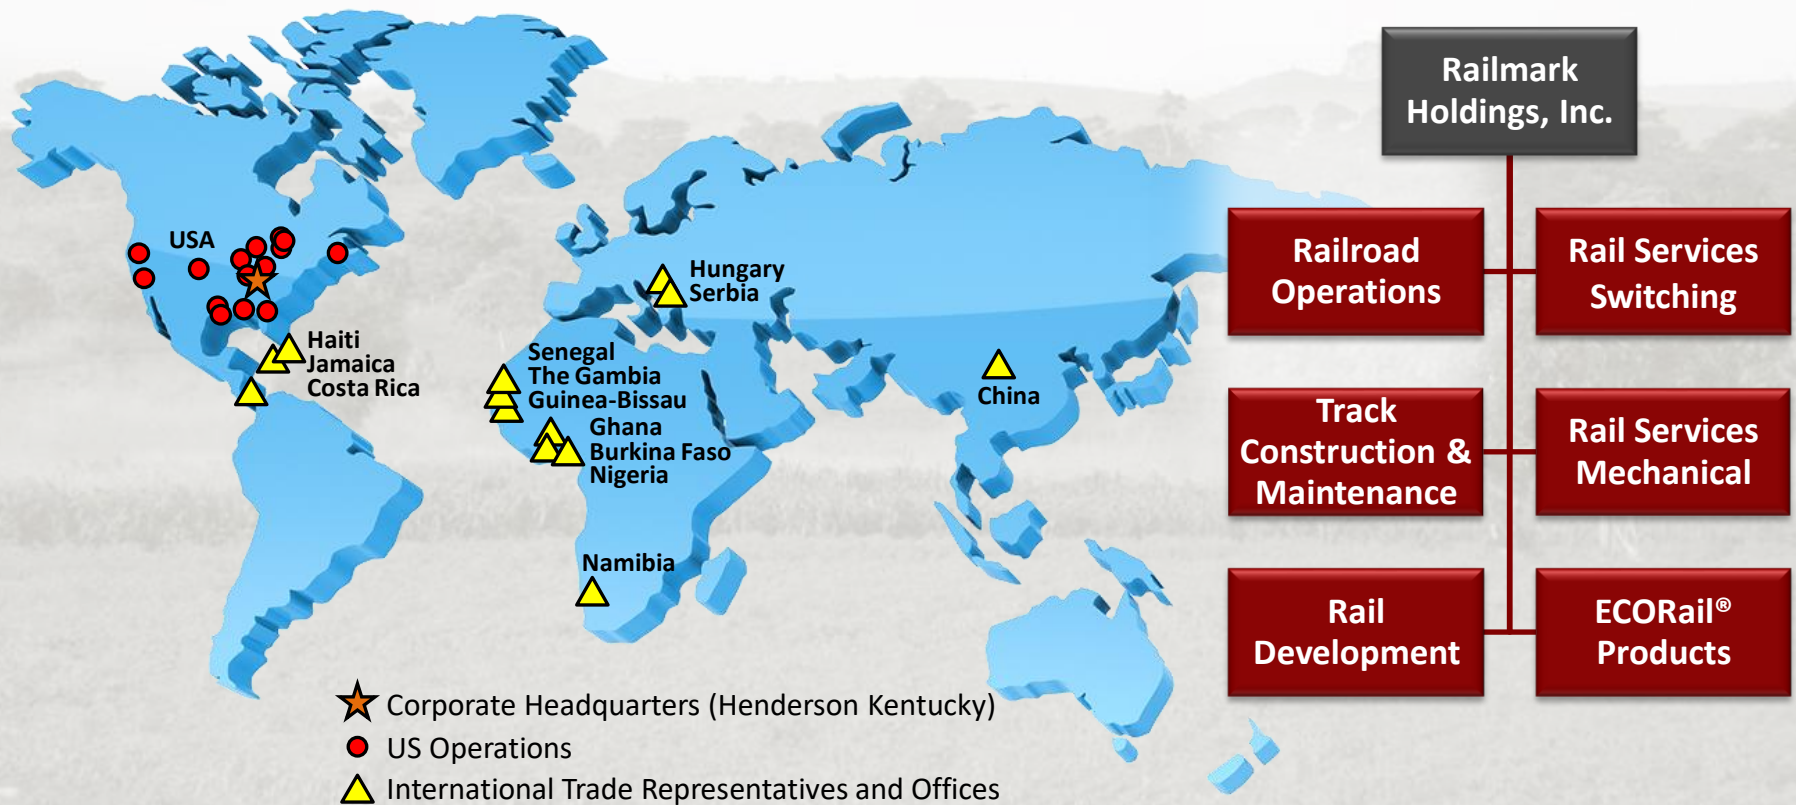 USA
Haiti
Jamaica
Costa Rica
Hungary
Serbia
Senegal
The Gambia
Guinea-Bissau
Ghana
Burkina Faso
Nigeria
Namibia
China
Corporate Headquarters (Henderson Kentucky)
US Operations
International Trade Representatives and Offices
Railmark
Holdings, Inc.
Railroad
Operations
Rail Services
Switching
Track
Construction &
Maintenance
Rail Services
Mechanical
Rail
Development
ECORail®
Products